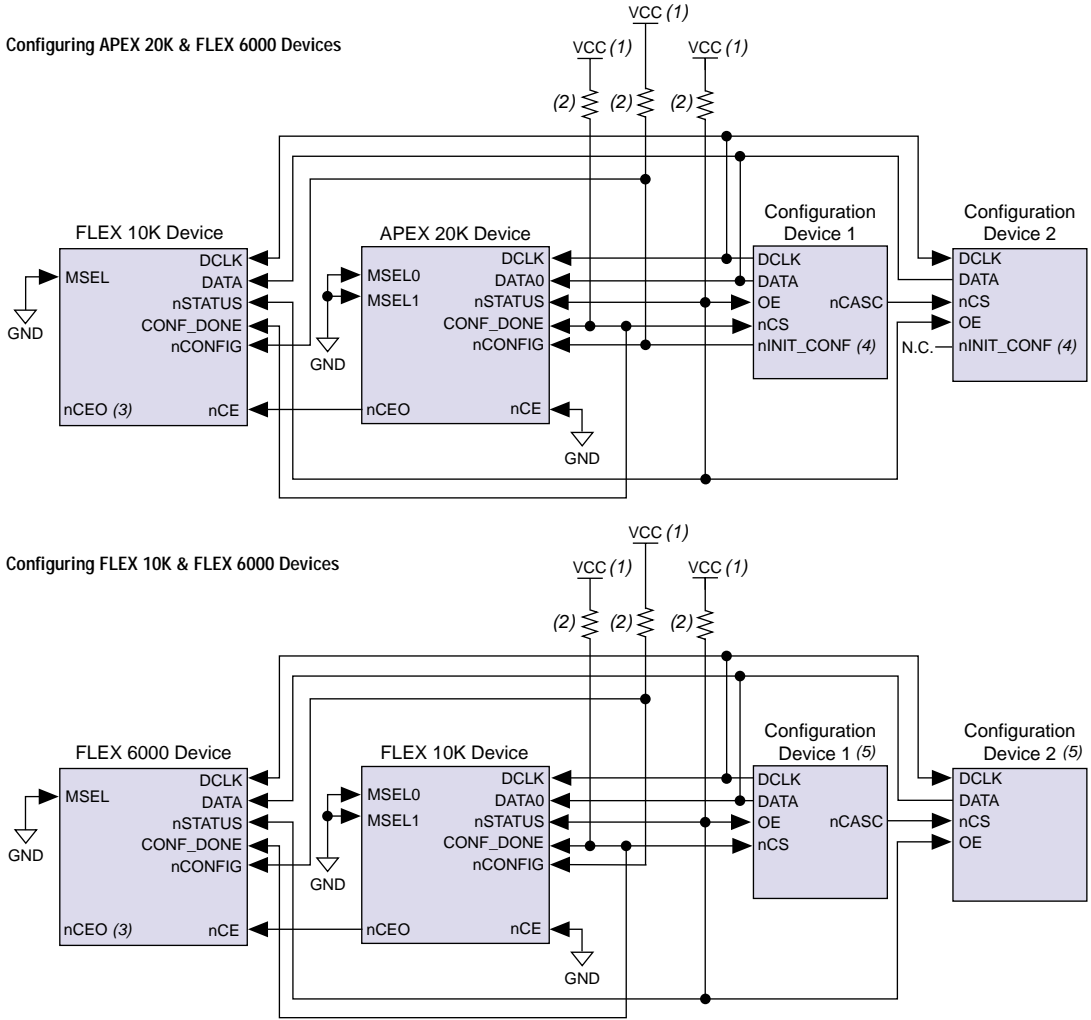 Configuring APEX 20K & FLEX 6000 Devices
VCC (1)
VCC (1)
VCC (1)
(2)
(2)
(2)
FLEX 10K Device
MSEL
GND
DCLK
DATA
nSTATUS
CONF_DONE
nCONFIG
nCEO (3)
nCE
APEX 20K Device
MSEL0
MSEL1
GND
DCLK
DATA0
nSTATUS
CONF_DONE
nCONFIG
nCEO
nCE
GND
Configuration
Device 1
DCLK
DATA
OE
nCS
nINIT_CONF (4)
nCASC
Configuration
Device 2
DCLK
DATA
nCS
OE
N.C.
nINIT_CONF (4)
Configuring FLEX 10K & FLEX 6000 Devices
VCC (1)
VCC (1)
VCC (1)
(2)
(2)
(2)
FLEX 6000 Device
MSEL
GND
DCLK
DATA
nSTATUS
CONF_DONE
nCONFIG
nCEO (3)
nCE
FLEX 10K Device
MSEL0
MSEL1
GND
DCLK
DATA0
nSTATUS
CONF_DONE
nCONFIG
nCEO
nCE
GND
Configuration
Device 1 (5)
DCLK
DATA
OE
nCS
nCASC
Configuration
Device 2 (5)
DCLK
DATA
nCS
OE